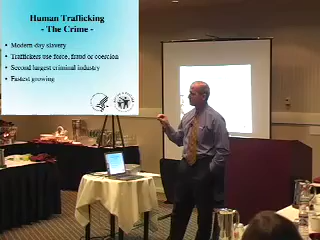 Human Trafficking
- The Crime -
• Modern-day slavery
• Traffickers use force, fraud or coercion
• Second largest criminal industry
• Fastest growing